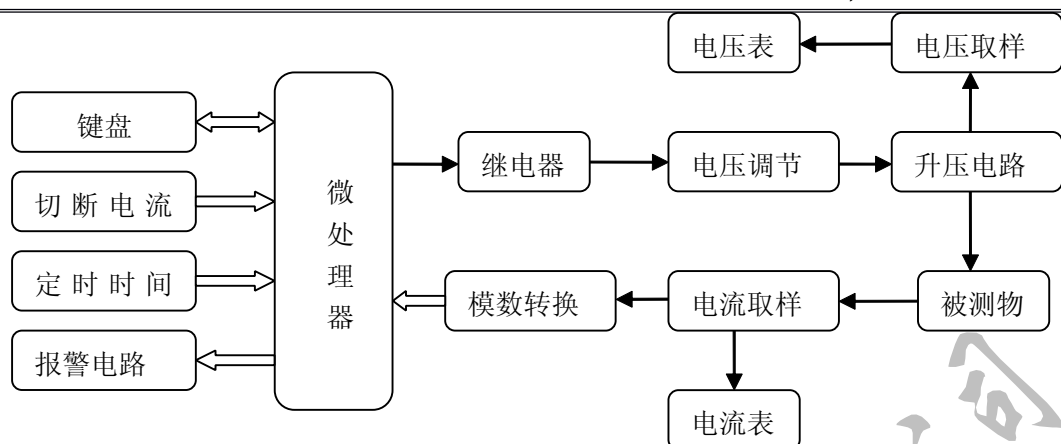 电压表
电压取样
键盘
继电器
电压调节
升压电路
切断电流
微处理器
定时时间
模数转换
电流取样
被测物
报警电路
电流表